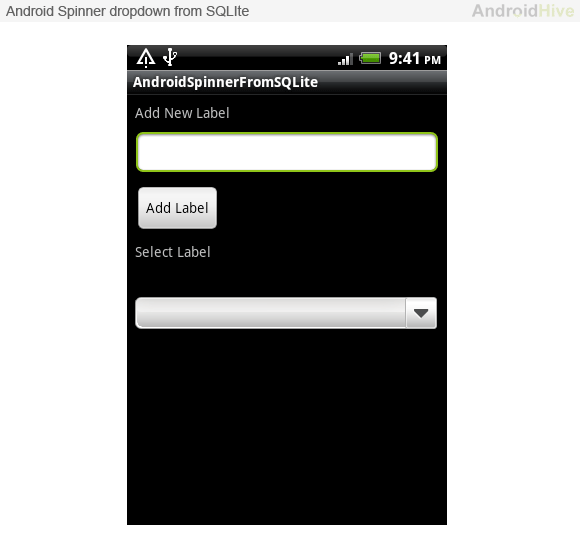 Android Spinner dropdown from SQLIte
AndroidHive
9:41 PM
AndroidSpinnerFromSQLite
Add New Label
Add Label
Select Label